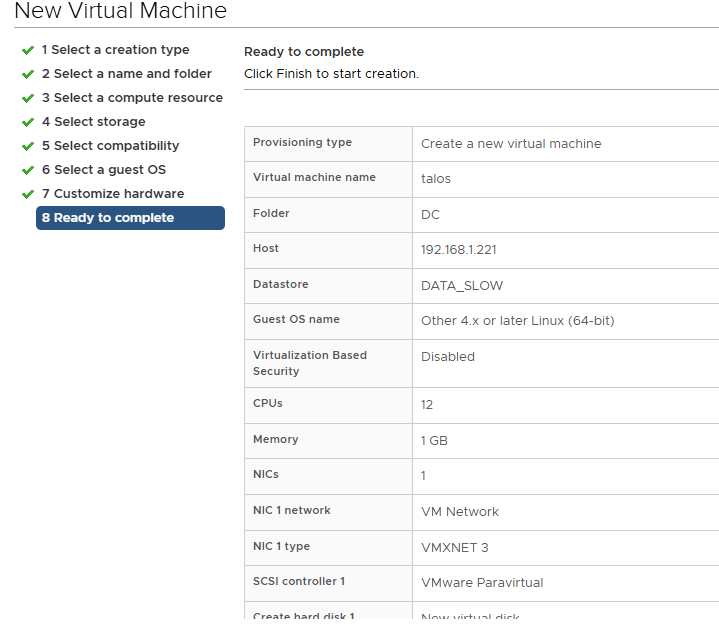 New Virtual Machine
1 Select a creation type
2 Select a name and folder
3 Select a compute resource
4 Select storage
5 Select compatibility
6 Select a guest OS
7 Customize hardware
8 Ready to complete
Ready to complete
Click Finish to start creation.
Provisioning type Create a new virtual machine
Virtual machine name talos
Folder DC
Host 192.168.1.221
Datastore DATA_SLOW
Guest OS name Other 4.x or later Linux (64-bit)
Virtualization Based Disabled
Security
CPUs 12
Memory 1 GB
NICs 1
NIC 1 network VM Network
NIC 1 type VMXNET 3
SCSI controller 1 VMware Paravirtual
Create hard disk 1 New virtual disk